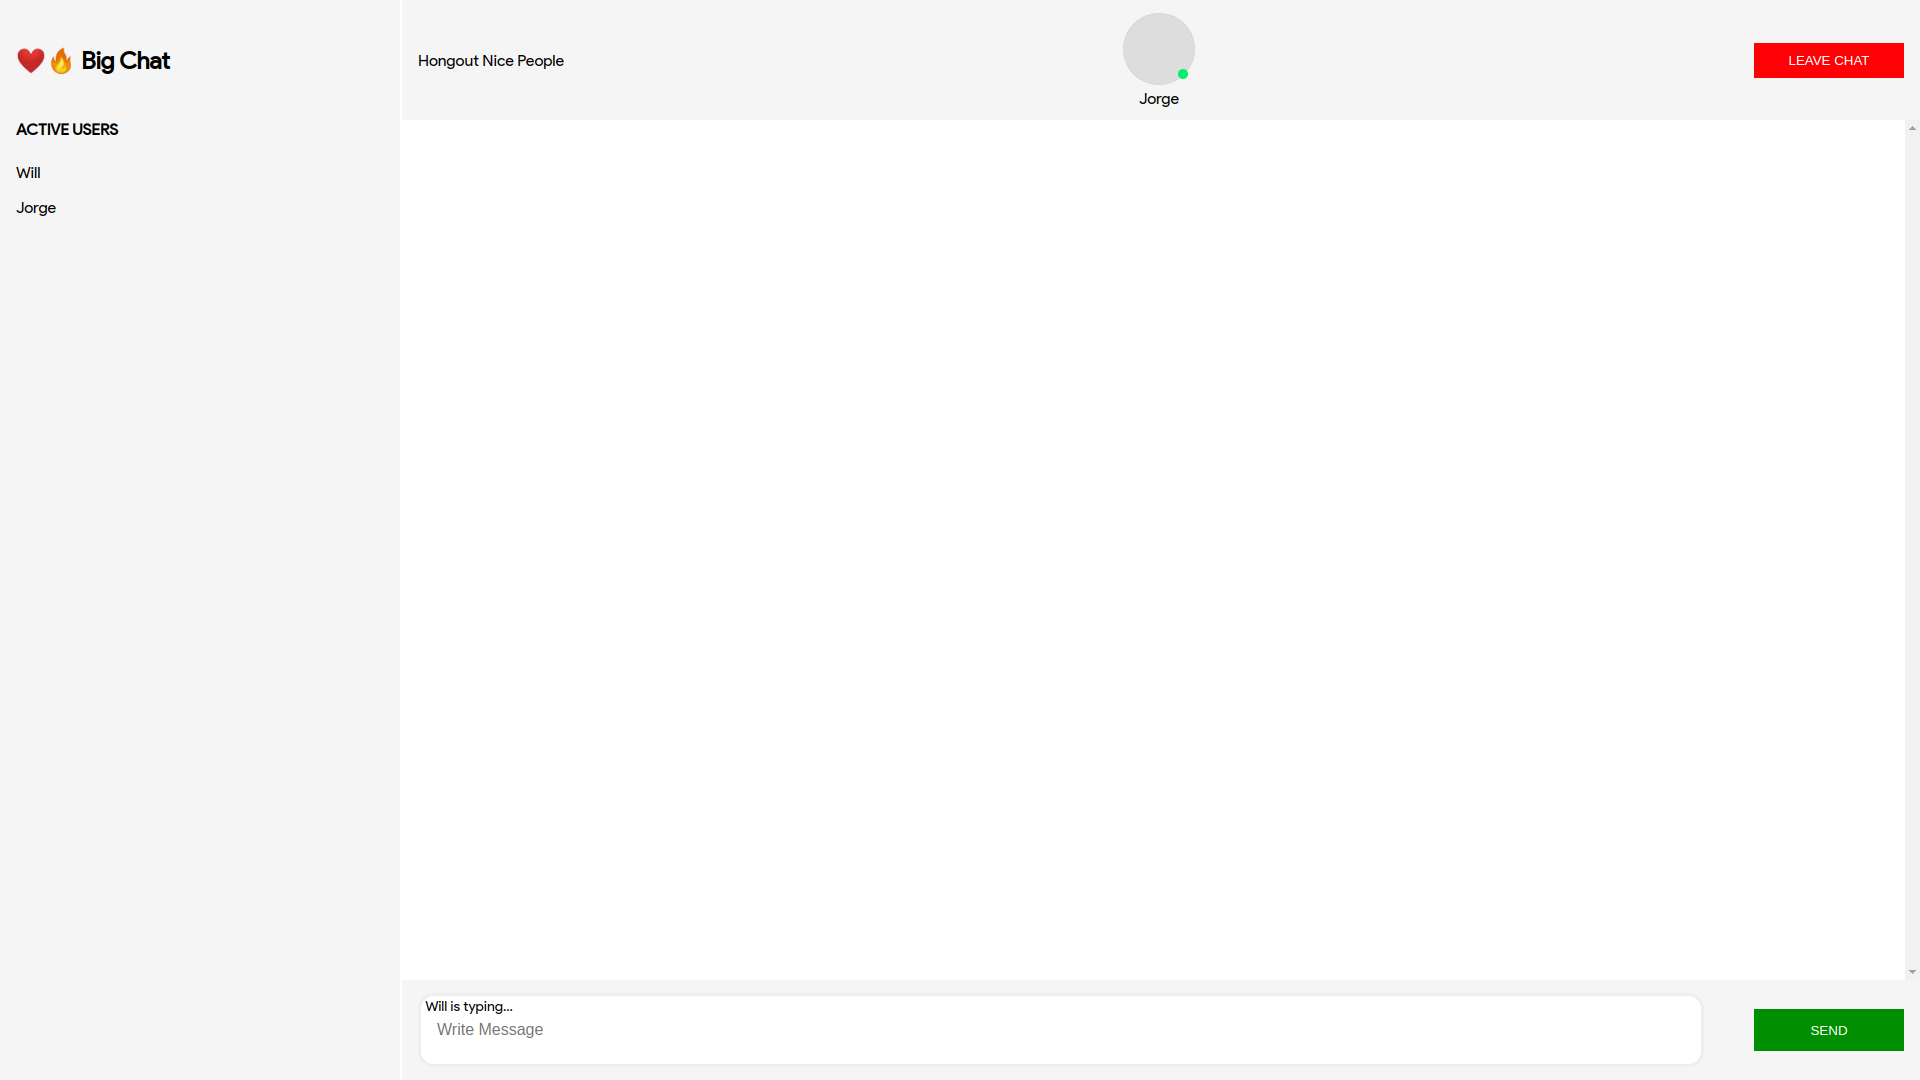 ❤️🔥 Big Chat
ACTIVE USERS
Will
Jorge
Hongout Nice People
Jorge
LEAVE CHAT
Will is typing...
Write Message
SEND